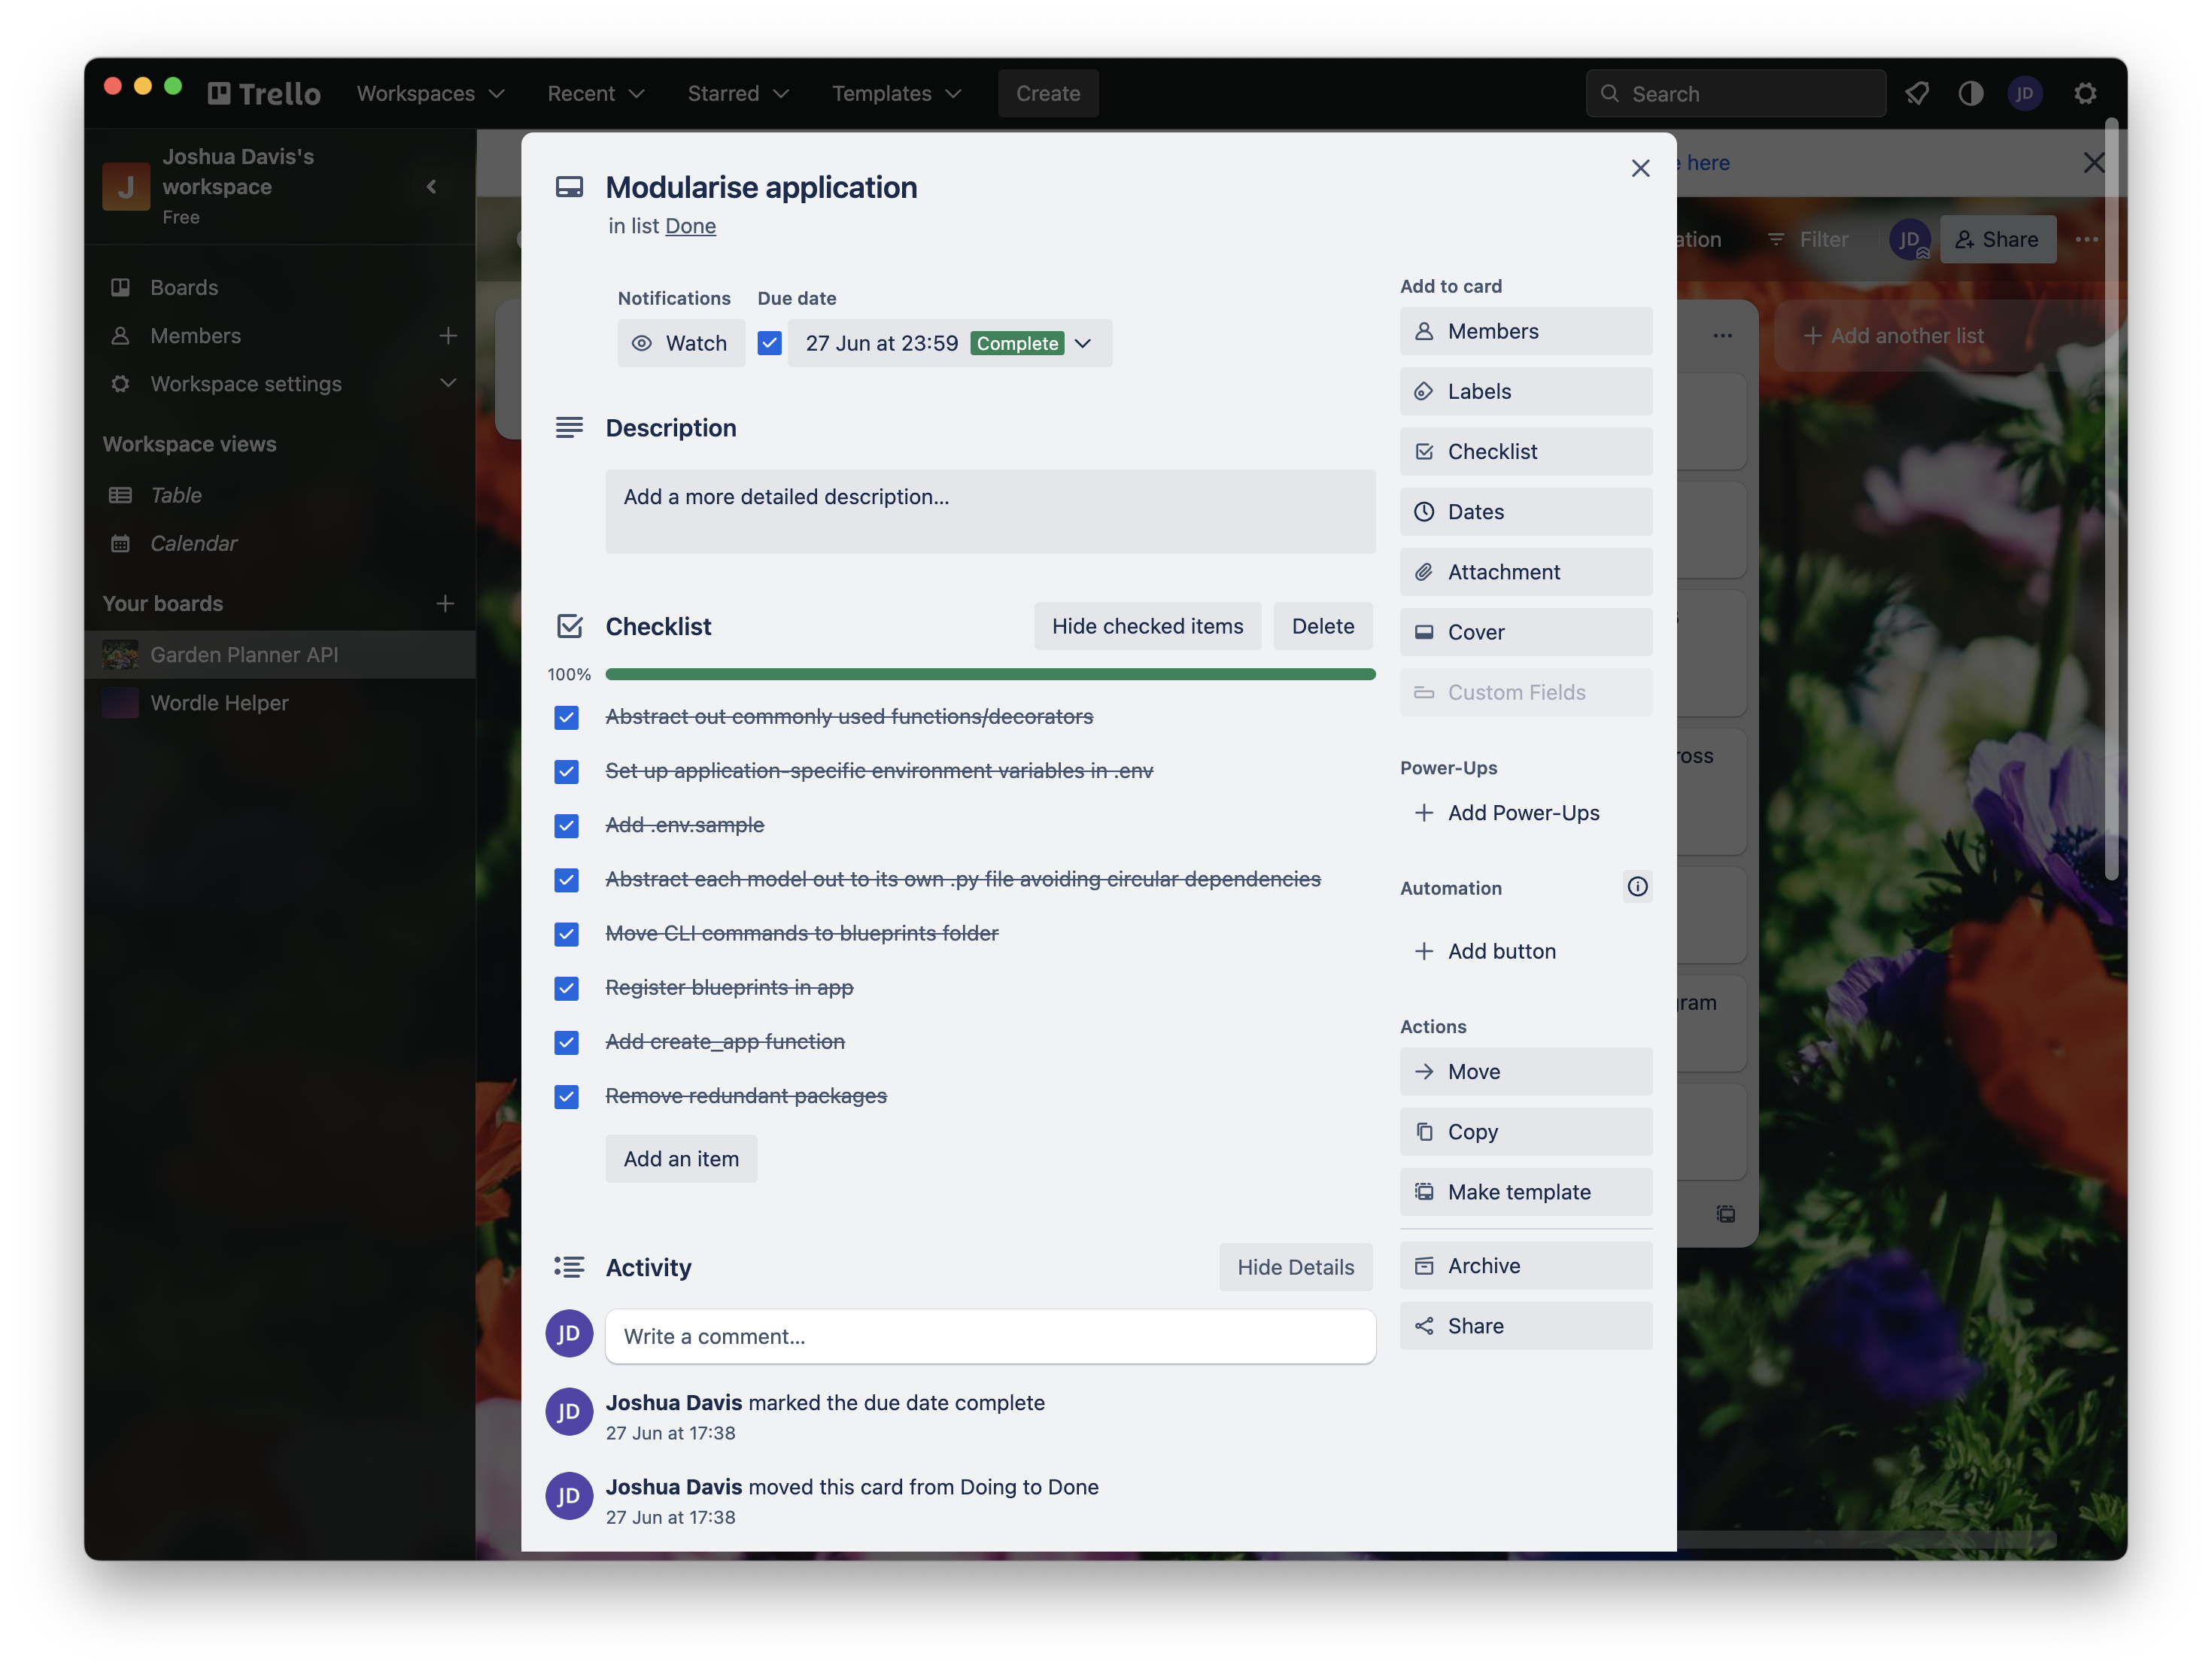 Trello
Workspaces
Recent
Starred
Templates
Create
Search
JD
J
Joshua Davis's
workspace
Free
Boards
Members
Workspace settings
Workspace views
Table
Calendar
Your boards
Garden Planner API
Wordle Helper
here
Filter
JD
Share
Add another list
Modularise application
in list Done
Notifications
Due date
Watch
27 Jun at 23:59 Complete
Description
Add a more detailed description...
Checklist
Hide checked items
Delete
100%
Abstract out commonly used functions/decorators
Set up application-specific environment variables in .env
Add .env.sample
Abstract each model out to its own .py file avoiding circular dependencies
Move CLI commands to blueprints folder
Register blueprints in app
Add create_app function
Remove redundant packages
Add an item
Activity
Hide Details
JD
Write a comment...
JD
Joshua Davis marked the due date complete
27 Jun at 17:38
JD
Joshua Davis moved this card from Doing to Done
27 Jun at 17:38
Add to card
Members
Labels
Checklist
Dates
Attachment
Cover
Custom Fields
Power-Ups
Add Power-Ups
Automation
Add button
Actions
Move
Copy
Make template
Archive
Share